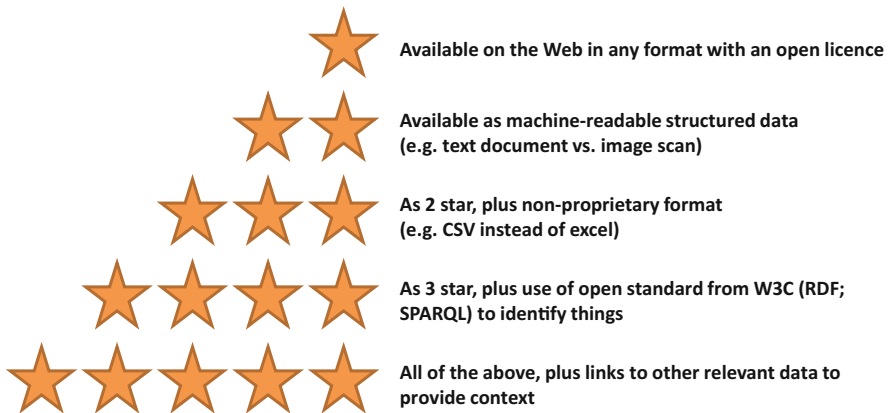 Available on the Web in any format with an open licence
Available as machine-readable structured data
(e.g. text document vs. image scan)
As 2 star, plus non-proprietary format
(e.g. CSV instead of excel)
As 3 star, plus use of open standard from W3C (RDF;
SPARQL) to identify things
All of the above, plus links to other relevant data to
provide context